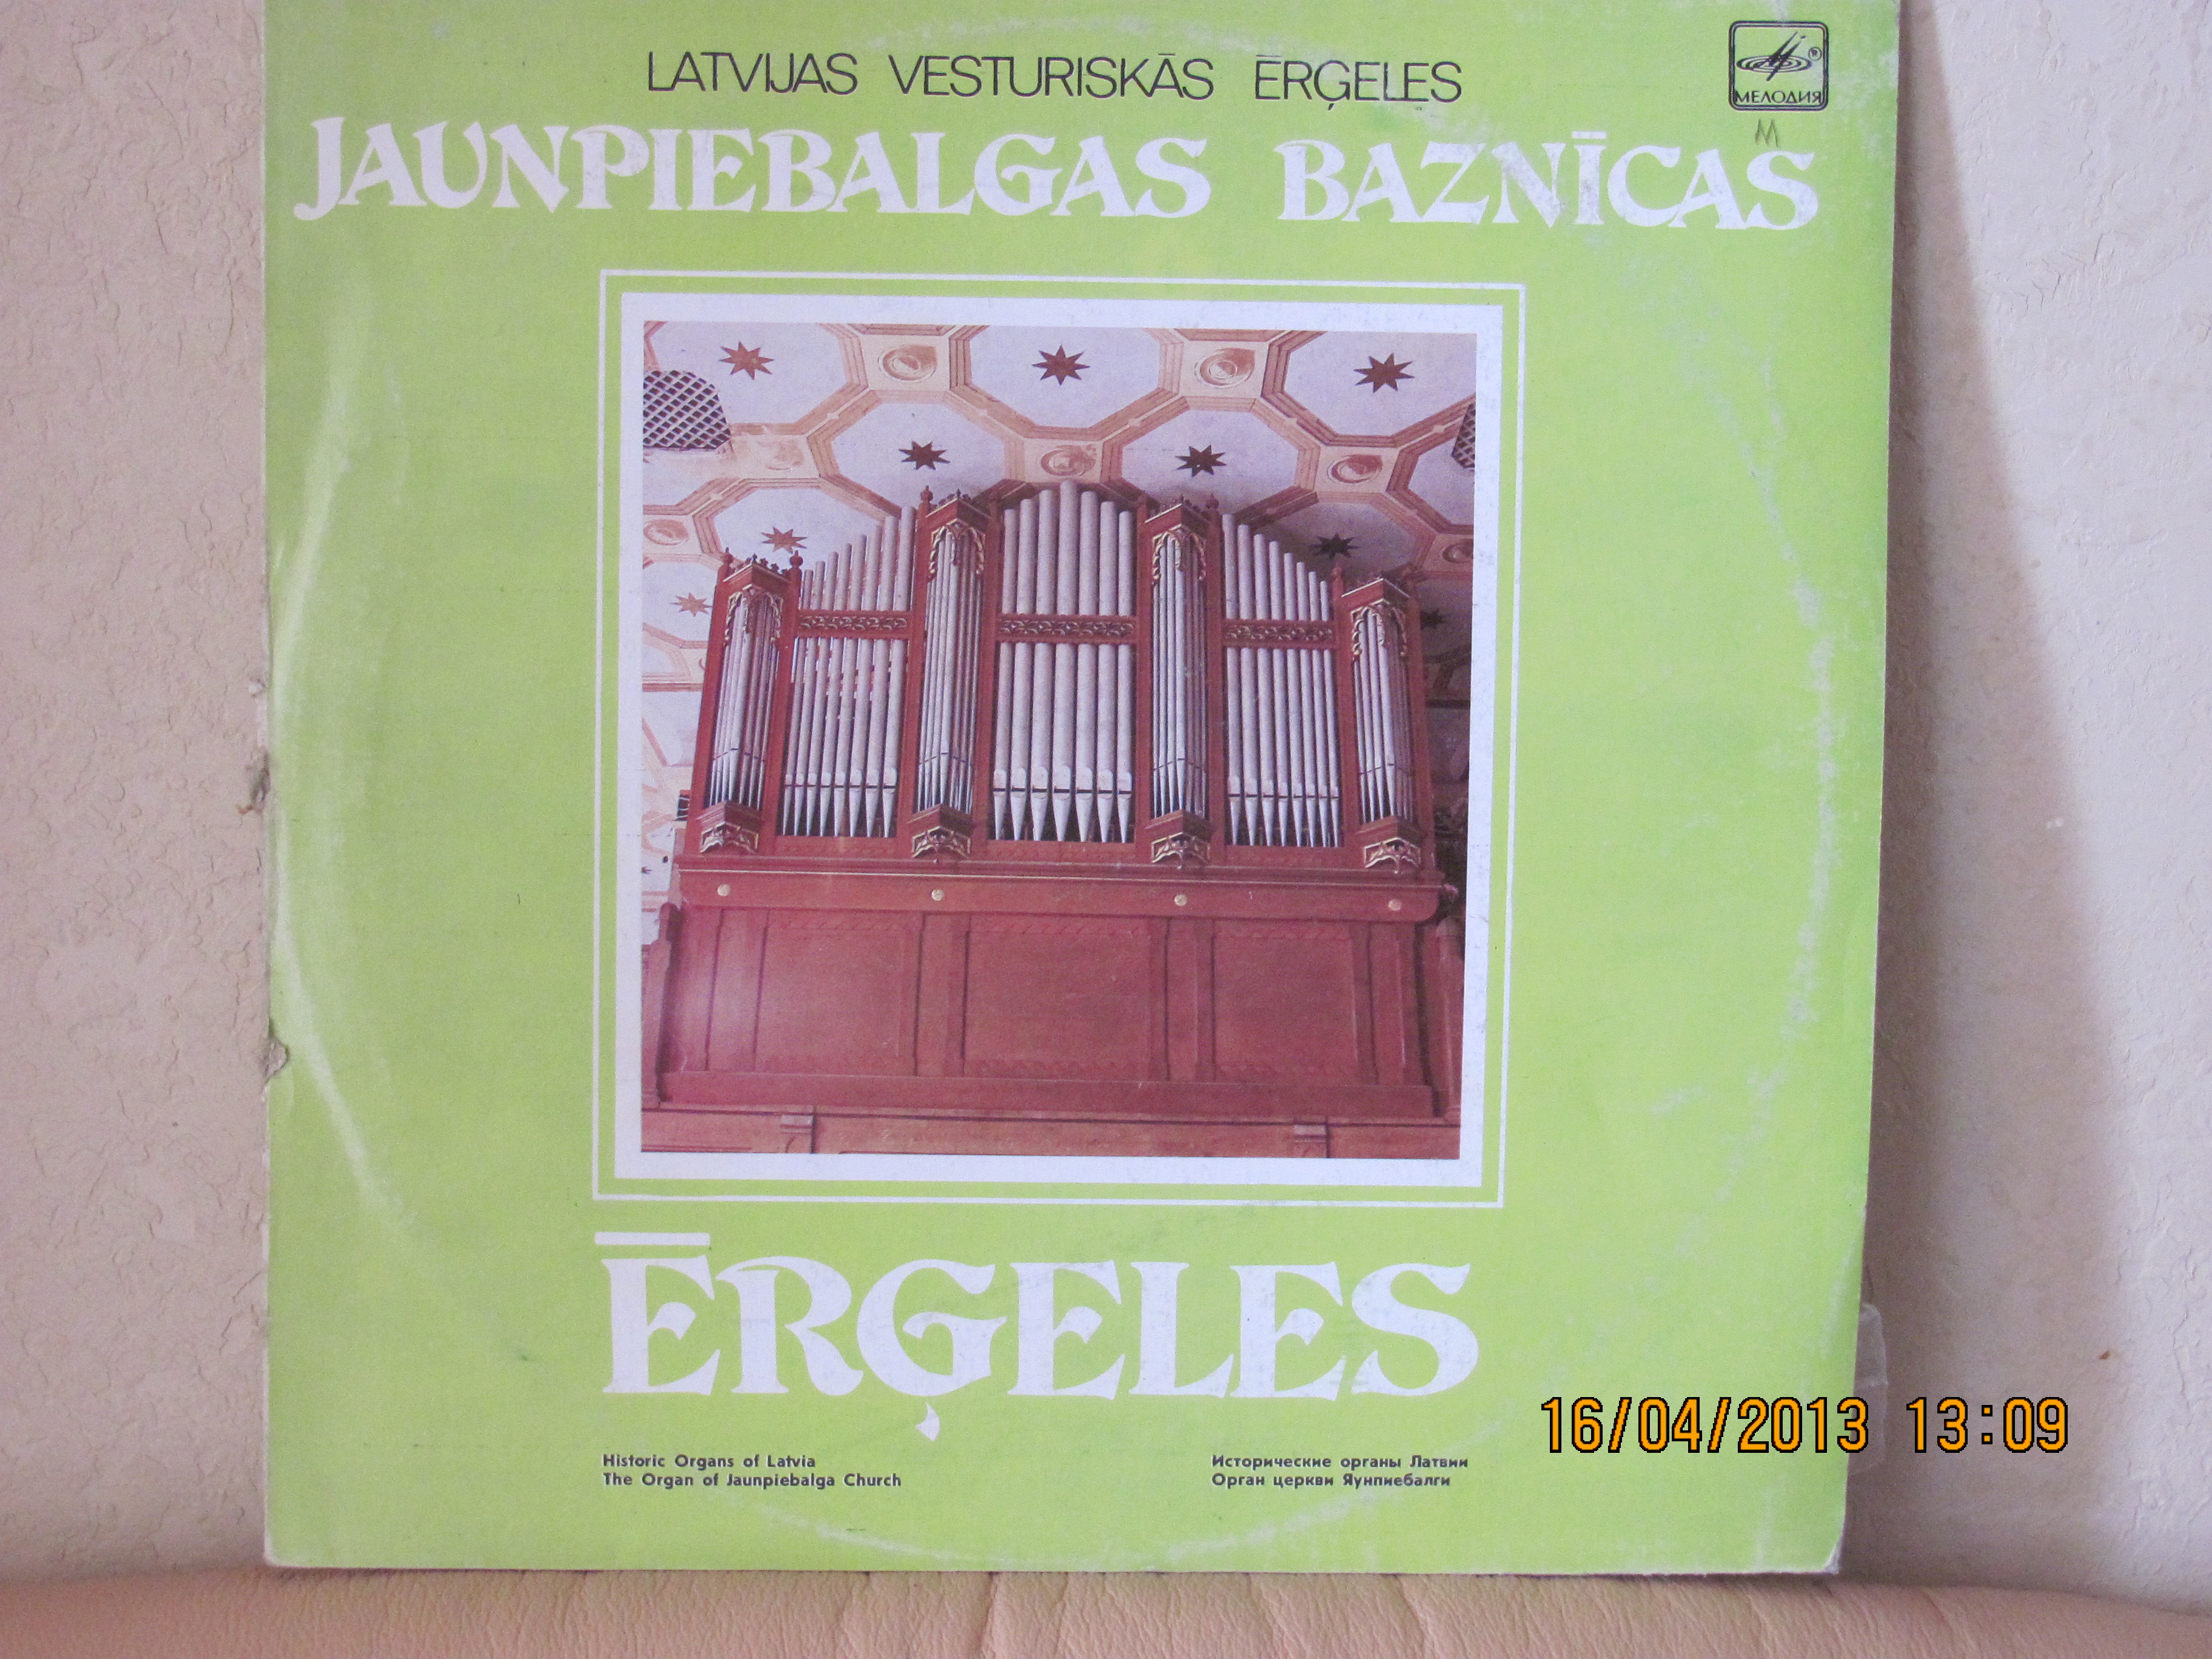 LATVIJAS VESTURISKĀS ĒRĢELES
МЕЛОДИЯ
M
JAUNPIEBALGAS BAZNĪCAS
ĒRĢELES
Historic Organs of Latvia
The Organ of Jaunpiebalga Church
Исторические органы Латвии
Орган церкви Яунпиебалги
16/04/2013 13:09